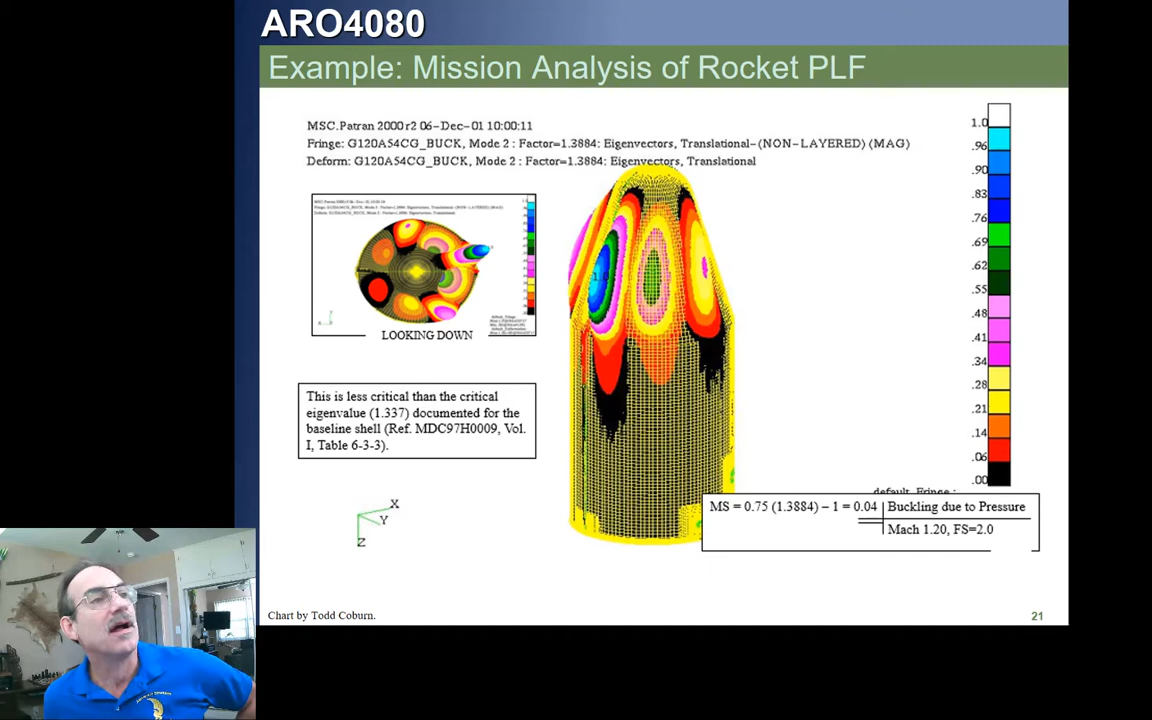 ARO4080
Example: Mission Analysis of Rocket PLF
MSC.Patran 2000 r2 06-Dec-01 10:00:11
Fringe: G120A54CG_BUCK, Mode 2 : Factor=1.3884: Eigenvectors, Translational-(NON-LAYERED) (MAG)
Deform: G120A54CG_BUCK, Mode 2 : Factor=1.3884: Eigenvectors, Translational
LOOKING DOWN
This is less critical than the critical
eigenvalue (1.337) documented for the
baseline shell (Ref. MDC97H0009, Vol.
I, Table 6-3-3).
X
Y
Z
1.0
.96
.90
.83
.76
.69
.62
.55
.48
.41
.34
.28
.21
.14
.06
.00
default_Fringe :
MS = 0.75 (1.3884) – 1 = 0.04
Buckling due to Pressure
Mach 1.20, FS=2.0
Chart by Todd Coburn.
21